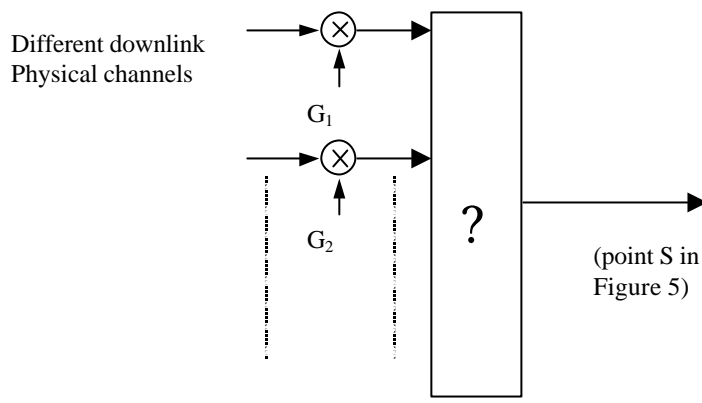 Different downlink
Physical channels
G₁
G₂
?
(point S in
Figure 5)